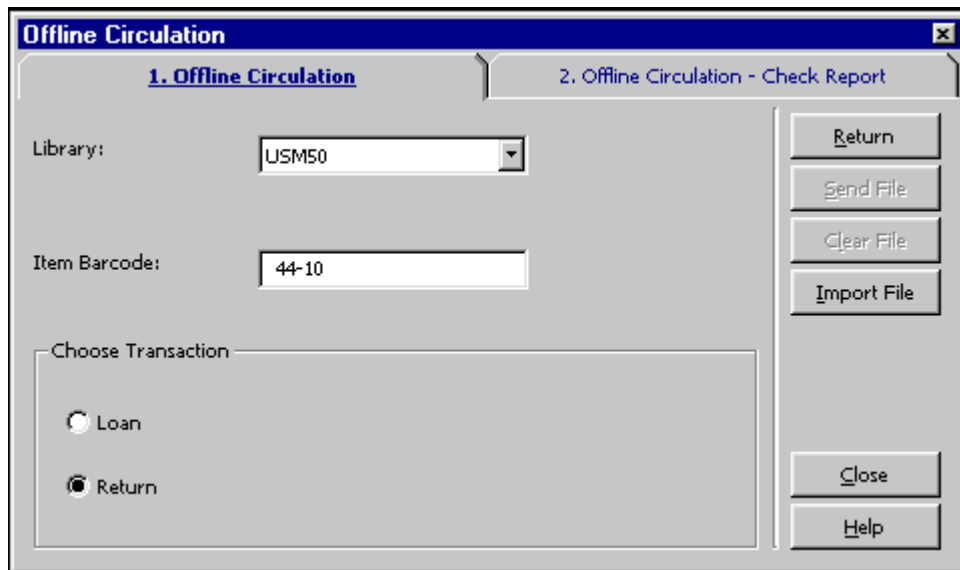 Offline Circulation
1. Offline Circulation
2. Offline Circulation - Check Report
Library:
USM50
Return
Send File
Clear File
Item Barcode:
44-10
Import File
Choose Transaction
Loan
Return
Close
Help